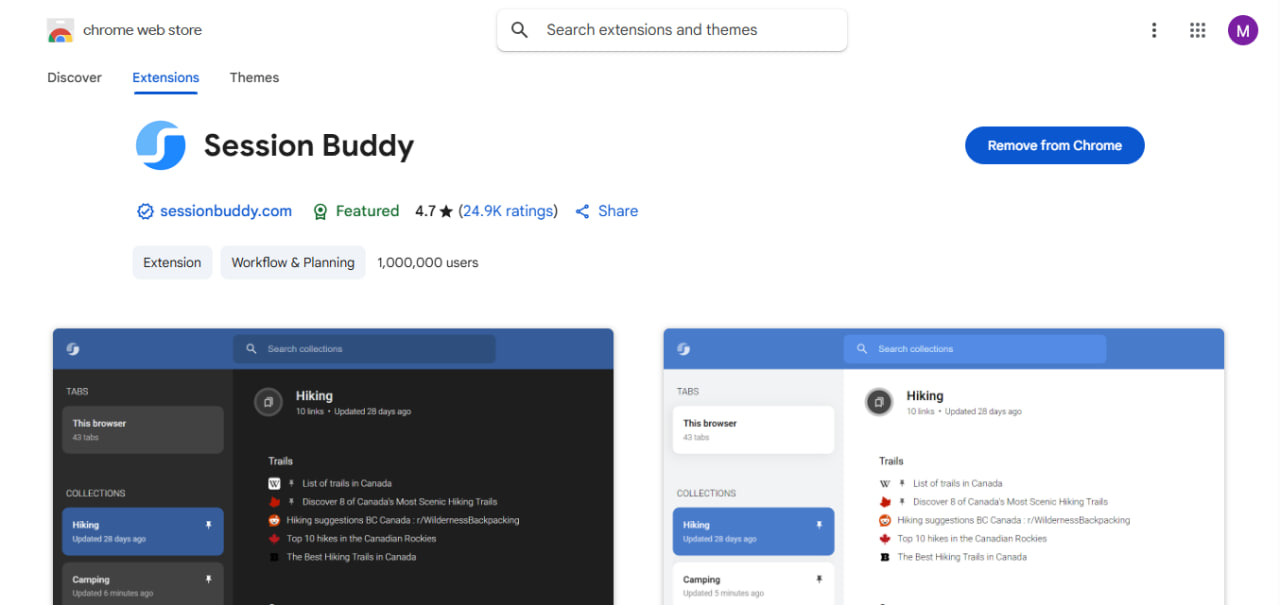 chrome web store
Search extensions and themes
M
Discover Extensions Themes
Session Buddy
Remove from Chrome
sessionbuddy.com Featured 4.7 ★ (24.9K ratings) Share
Extension Workflow & Planning 1,000,000 users
Search collections
TABS
This browser
43 tabs
COLLECTIONS
Hiking
Updated 28 days ago
Camping
Updated 6 minutes ago
Hiking
10 links • Updated 28 days ago
Trails
W List of trails in Canada
Discover 8 of Canada's Most Scenic Hiking Trails
Hiking suggestions BC Canada : r/WildernessBackpacking
Top 10 hikes in the Canadian Rockies
B The Best Hiking Trails in Canada
Search collections
TABS
This browser
43 tabs
COLLECTIONS
Hiking
Updated 28 days ago
Camping
Updated 5 minutes ago
Hiking
10 links • Updated 28 days ago
Trails
W List of trails in Canada
Discover 8 of Canada's Most Scenic Hiking Trails
Hiking suggestions BC Canada : r/WildernessBackpacking
Top 10 hikes in the Canadian Rockies
B The Best Hiking Trails in Canada